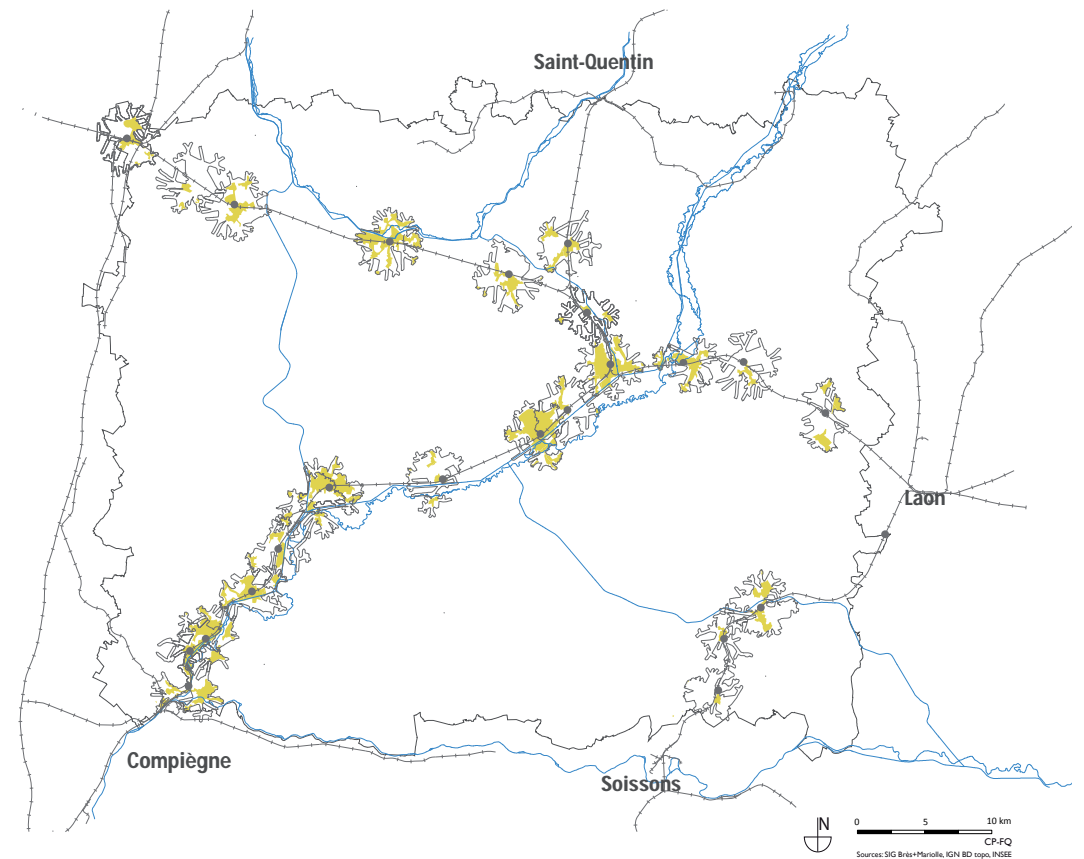 Saint-Quentin
Laon
Compiègne
Soissons
N
0 5 10 km
CP-FQ
Sources: SIG Brès+Mariolle, IGN BD topo, INSEE